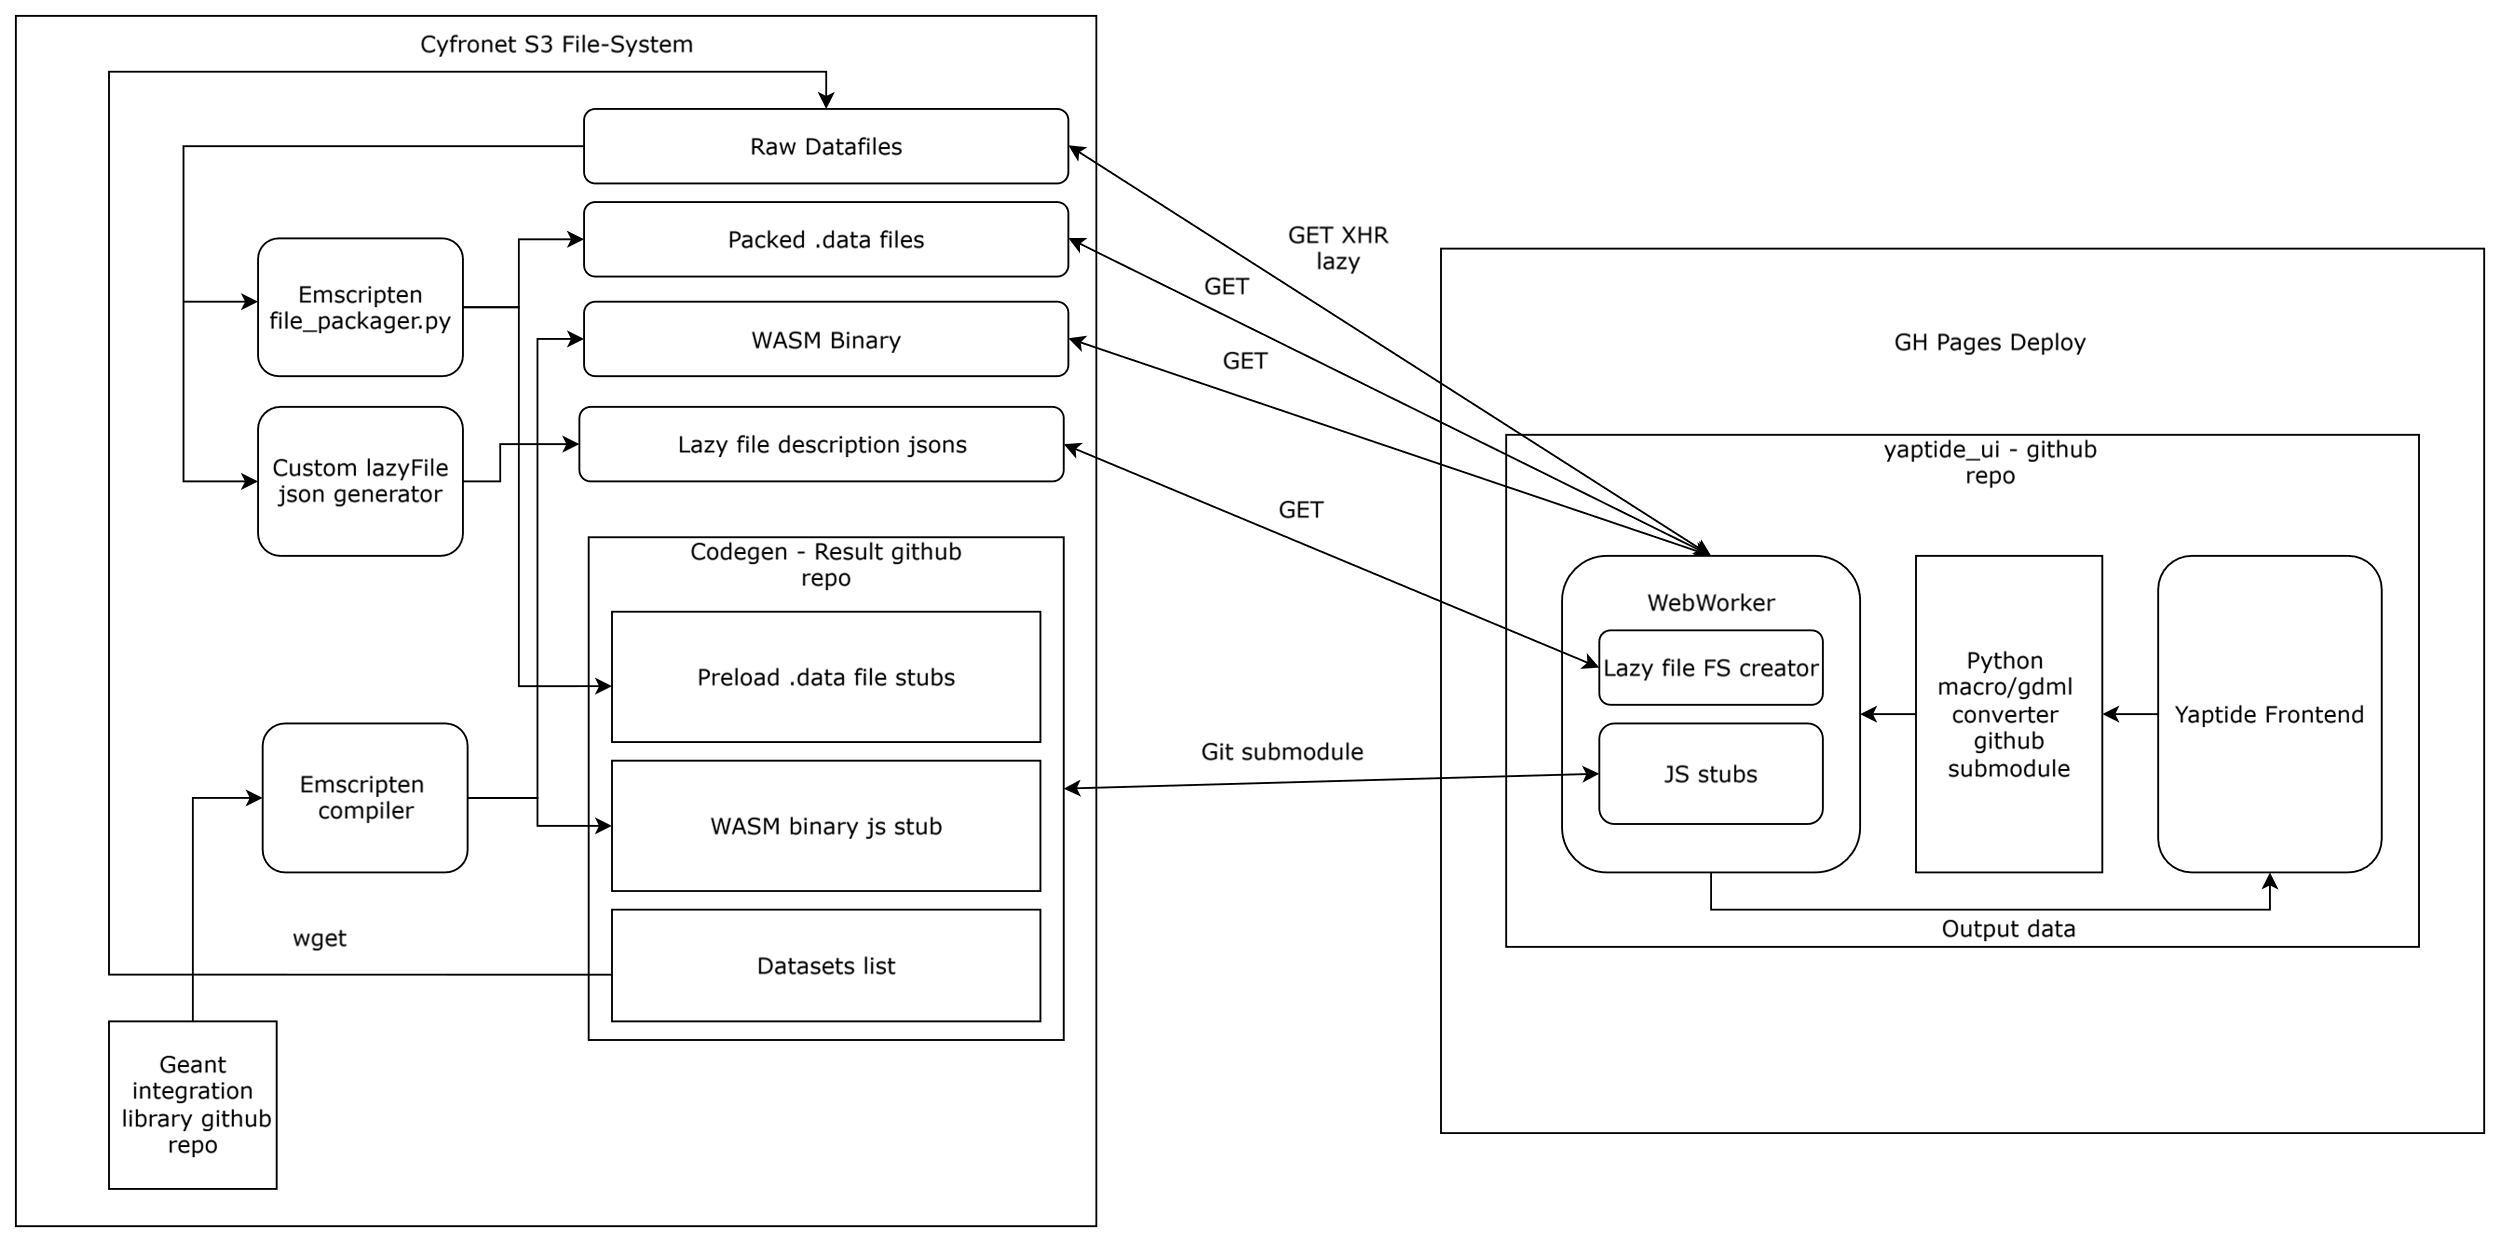 Cyfronet S3 File-System
Raw Datafiles
Packed .data files
Emscripten
file_packager.py
WASM Binary
Lazy file description jsons
Custom lazyFile
json generator
Codegen - Result github
repo
Preload .data file stubs
Emscripten
compiler
WASM binary js stub
wget
Datasets list
Geant
integration
library github
repo
GET XHR
lazy
GET
GET
GET
Git submodule
GH Pages Deploy
yaptide_ui - github
repo
WebWorker
Lazy file FS creator
JS stubs
Python
macro/gdml
converter
github
submodule
Yaptide Frontend
Output data